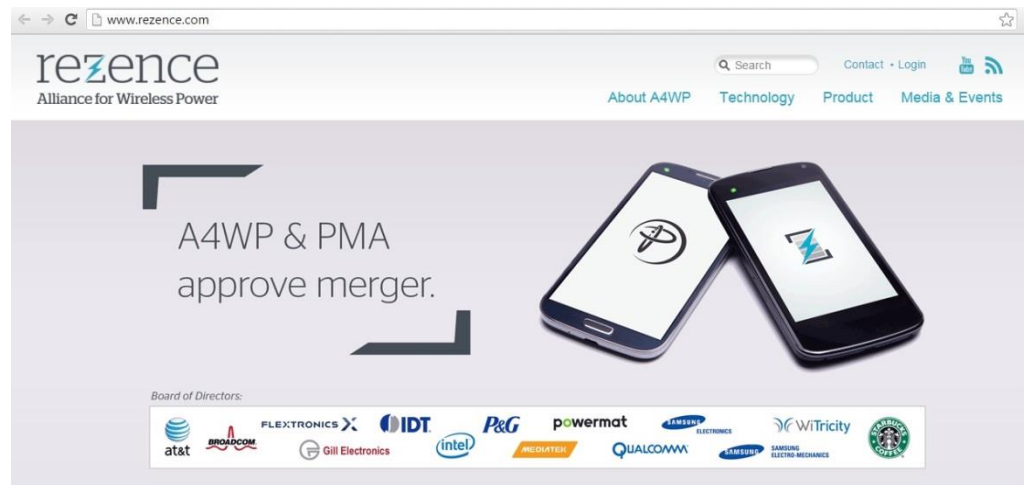 www.rezence.com
rezence
Alliance for Wireless Power
Search
Contact • Login
You Tube
About A4WP Technology Product Media & Events
A4WP & PMA
approve merger.
Board of Directors:
at&t
BROADCOM.
FLEXTRONICS
Gill Electronics
IDT
intel
P&G
powermat
MEDIATEK
SAMSUNG ELECTRONICS
QUALCOMM
SAMSUNG
SAMSUNG
ELECTRO-MECHANICS
WiTricity
STARBUCKS
COFFEE